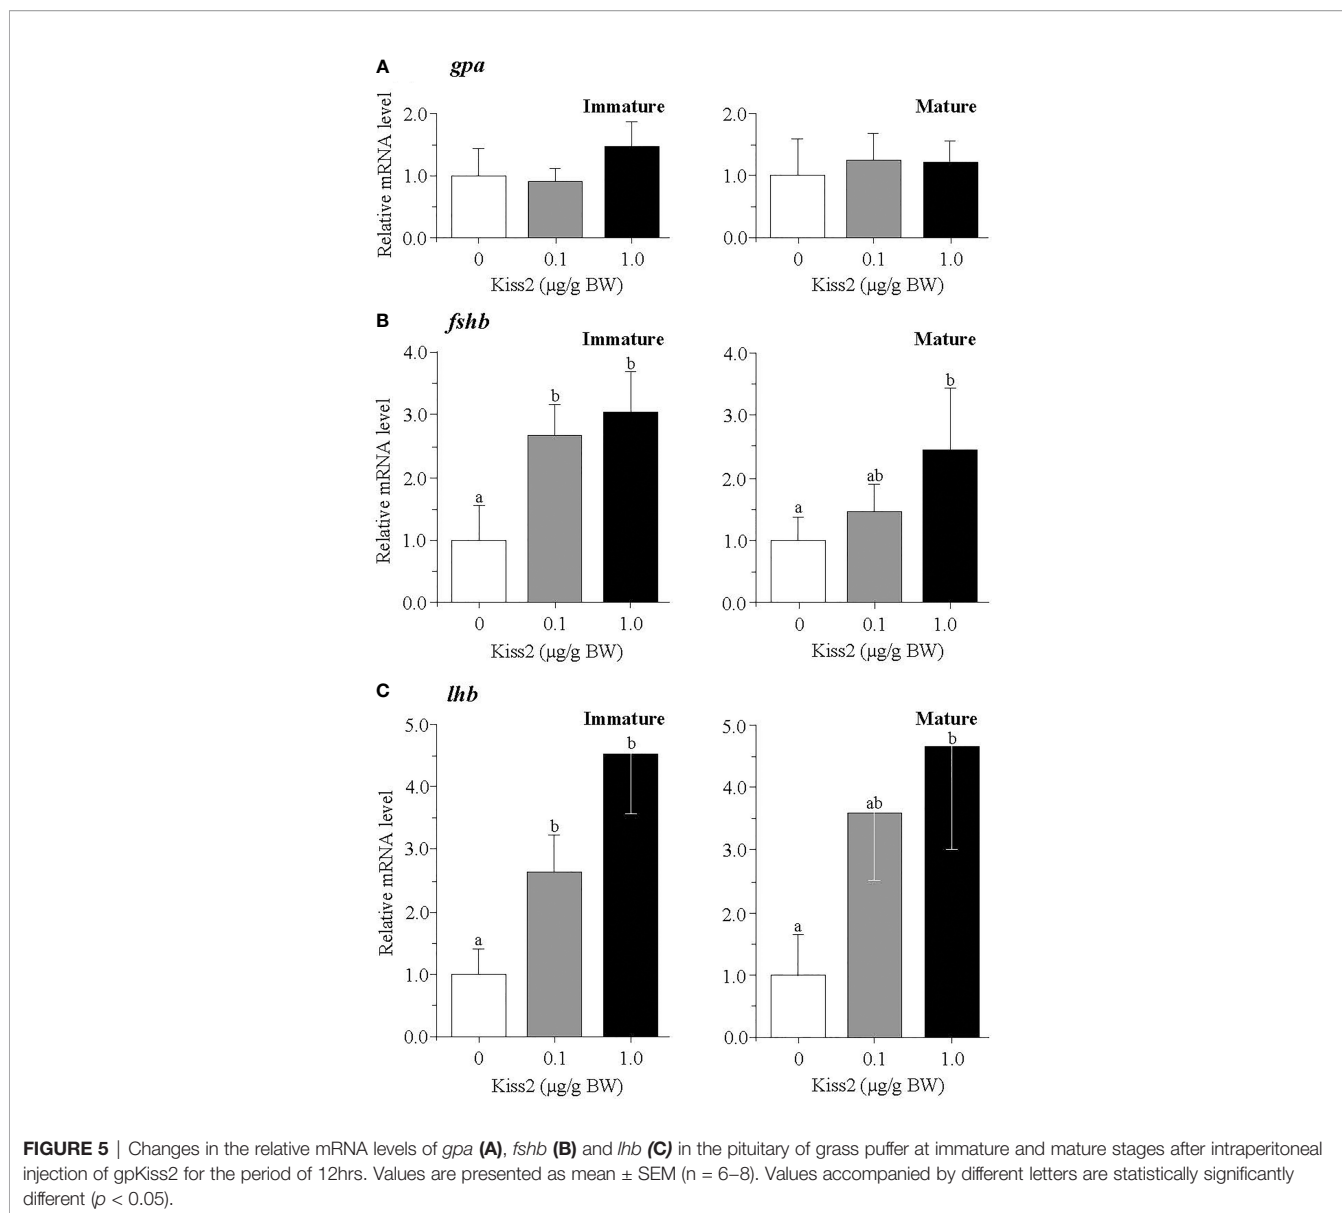 A gpa
Immature
Mature
Relative mRNA level
2.0
1.0
0.0
0 0.1 1.0
Kiss2 (µg/g BW)
2.0
1.0
0.0
0 0.1 1.0
Kiss2 (µg/g BW)
B fshb
Immature
Mature
Relative mRNA level
4.0
3.0
2.0
1.0
0.0
a b b
0 0.1 1.0
Kiss2 (µg/g BW)
4.0
3.0
2.0
1.0
0.0
a ab b
0 0.1 1.0
Kiss2 (µg/g BW)
C lhb
Immature
Mature
Relative mRNA level
5.0
4.0
3.0
2.0
1.0
0.0
a b b
0 0.1 1.0
Kiss2 (µg/g BW)
5.0
4.0
3.0
2.0
1.0
0.0
a ab b
0 0.1 1.0
Kiss2 (µg/g BW)
FIGURE 5 | Changes in the relative mRNA levels of gpa (A), fshb (B) and lhb (C) in the pituitary of grass puffer at immature and mature stages after intraperitoneal
injection of gpKiss2 for the period of 12hrs. Values are presented as mean ± SEM (n = 6–8). Values accompanied by different letters are statistically significantly
different (p < 0.05).